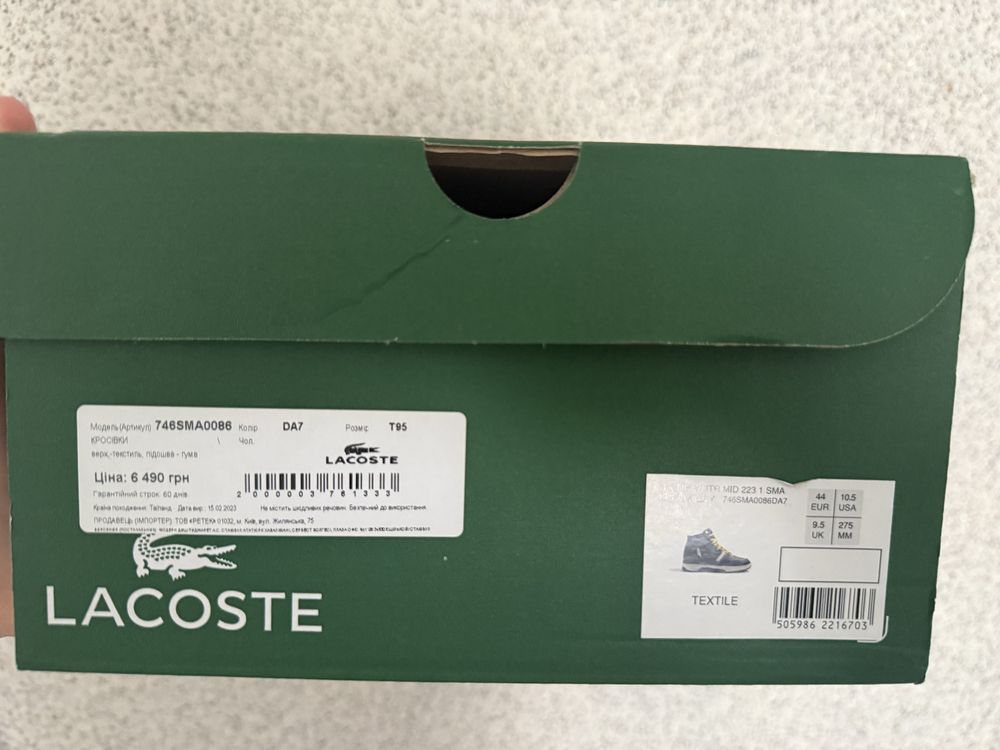 Модель(Артикул) 746SMA0086 Колір DA7 Розмір T95
КРОСІВКИ \ Чол.
верх-текстиль, підошва - гума
LACOSTE
Ціна: 6 490 грн
Гарантійний строк 60 днів
2 000003 781333
Країна походження: Таїланд Дата вир.: 15.02.2023 Не містить шкідливих речовин. Безпечний до використання.
ПРОДАВЕЦЬ (ІМПОРТЕР) ТОВ «РЕТЕК» 01032, м. Київ, вул. Жилянська, 75
LACOSTE
MID 223 1 SMA
746SMA0086DA7
44 EUR
10.5 USA
9.5 UK
275 MM
TEXTILE
505986 2216703